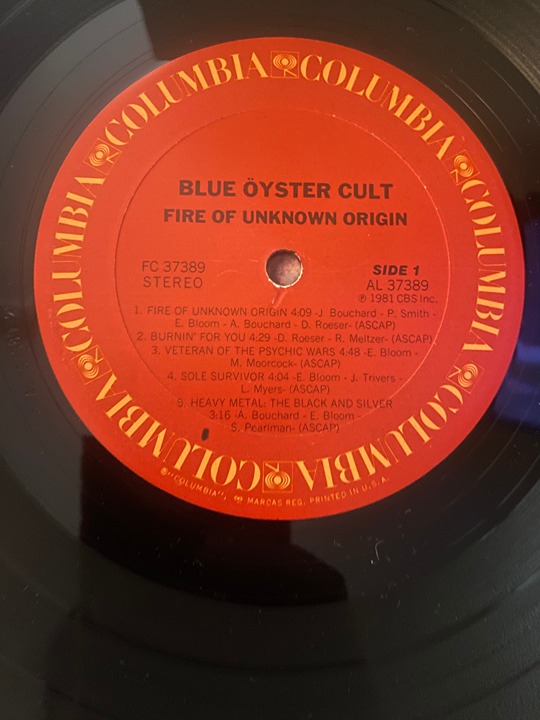 COLUMBIA COLUMBIA COLUMBIA COLUMBIA COLUMBIA COLUMBIA COLUMBIA COLUMBIA
BLUE ÖYSTER CULT
FIRE OF UNKNOWN ORIGIN
FC 37389
STEREO
SIDE 1
AL 37389
℗ 1981 CBS Inc.
1. FIRE OF UNKNOWN ORIGIN 4:09 -J. Bouchard - P. Smith -
E. Bloom - A. Bouchard - D. Roeser- (ASCAP)
2. BURNIN' FOR YOU 4:29 -D. Roeser - R. Meltzer- (ASCAP)
3. VETERAN OF THE PSYCHIC WARS 4:48 -E. Bloom -
M. Moorcock- (ASCAP)
4. SOLE SURVIVOR 4:04 -E. Bloom - J. Trivers -
L. Myers- (ASCAP)
5. HEAVY METAL: THE BLACK AND SILVER
3:16 -A. Bouchard - E. Bloom -
S. Pearlman- (ASCAP)
®"COLUMBIA", MARCAS REG. PRINTED IN U.S.A.